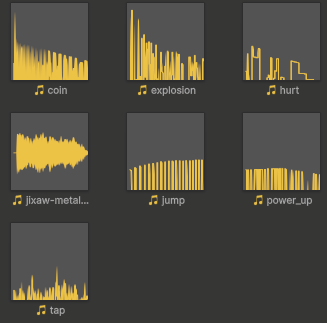 coin
explosion
hurt
jixaw-metal...
jump
power_up
tap